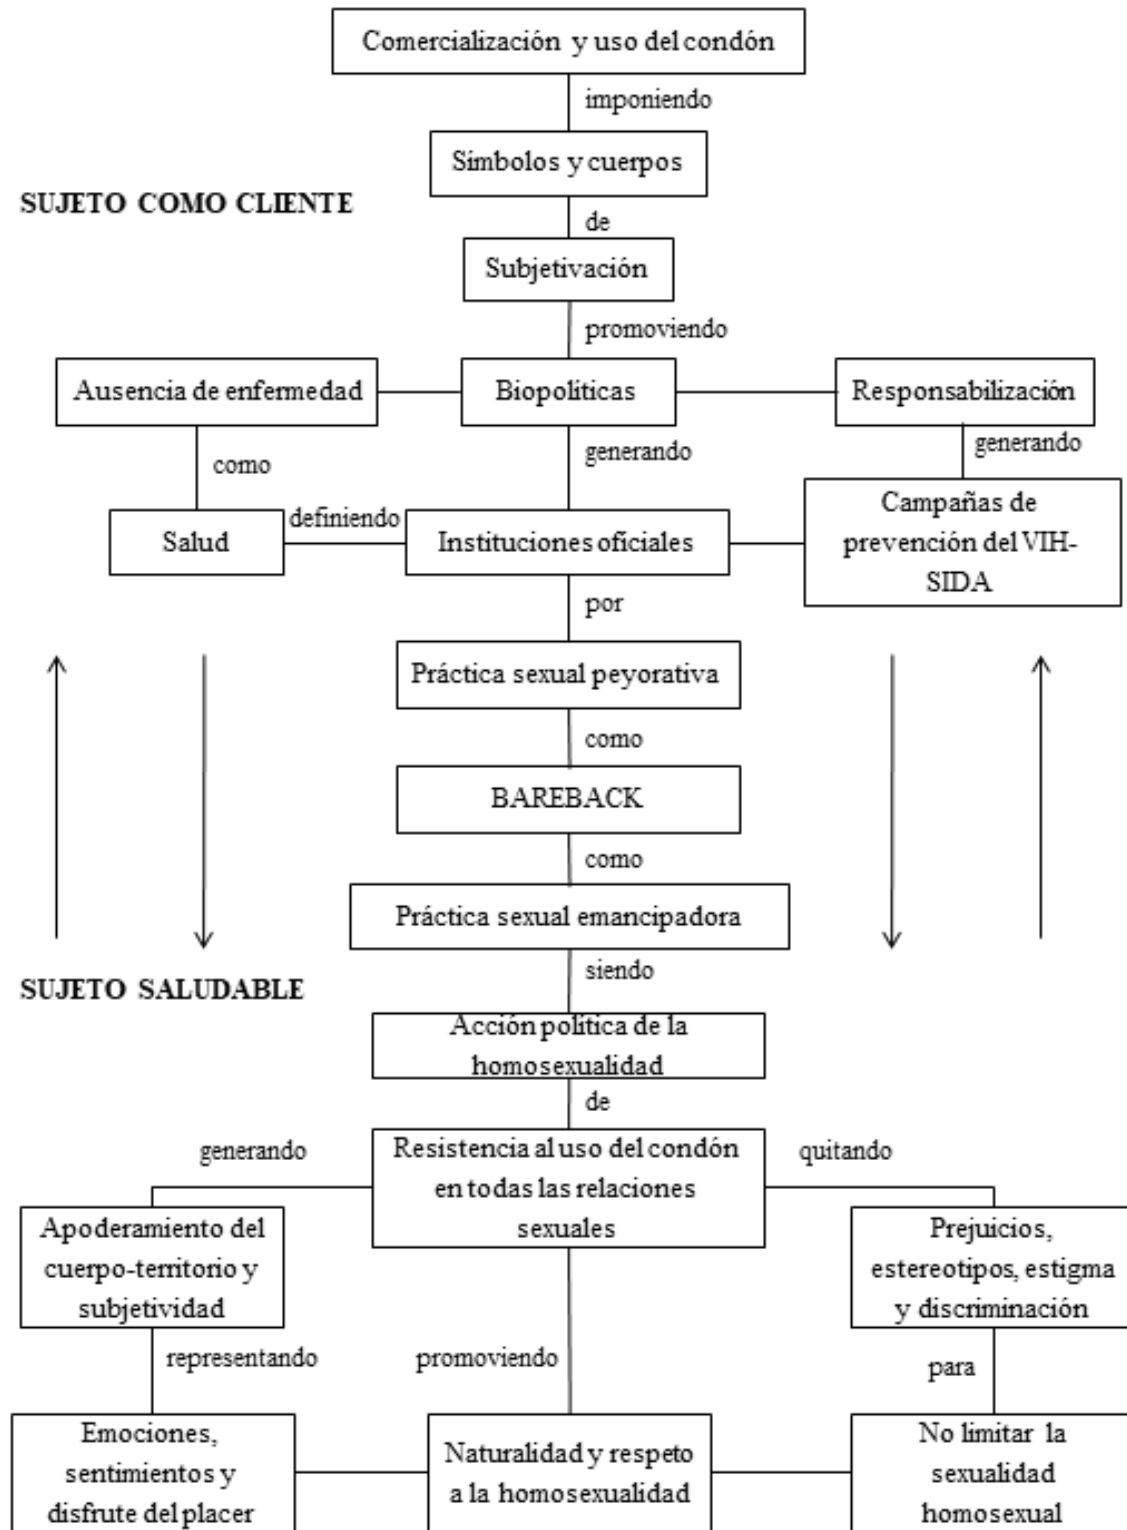 Comercialización y uso del condón
imponiendo
Símbolos y cuerpos
SUJETO COMO CLIENTE
de
Subjetivación
promoviendo
Ausencia de enfermedad
Biopolíticas
Responsabilización
como
generando
generando
Salud
definiendo
Instituciones oficiales
Campañas de
prevención del VIH-
SIDA
por
Práctica sexual peyorativa
como
BAREBACK
como
Práctica sexual emancipadora
siendo
SUJETO SALUDABLE
Acción política de la
homosexualidad
de
generando
Resistencia al uso del condón
en todas las relaciones
sexuales
quitando
Apoderamiento del
cuerpo-territorio y
subjetividad
Prejuicios,
estereotipos, estigma
y discriminación
representando
promoviendo
para
Emociones,
sentimientos y
disfrute del placer
Naturalidad y respeto
a la homosexualidad
No limitar la
sexualidad
homosexual